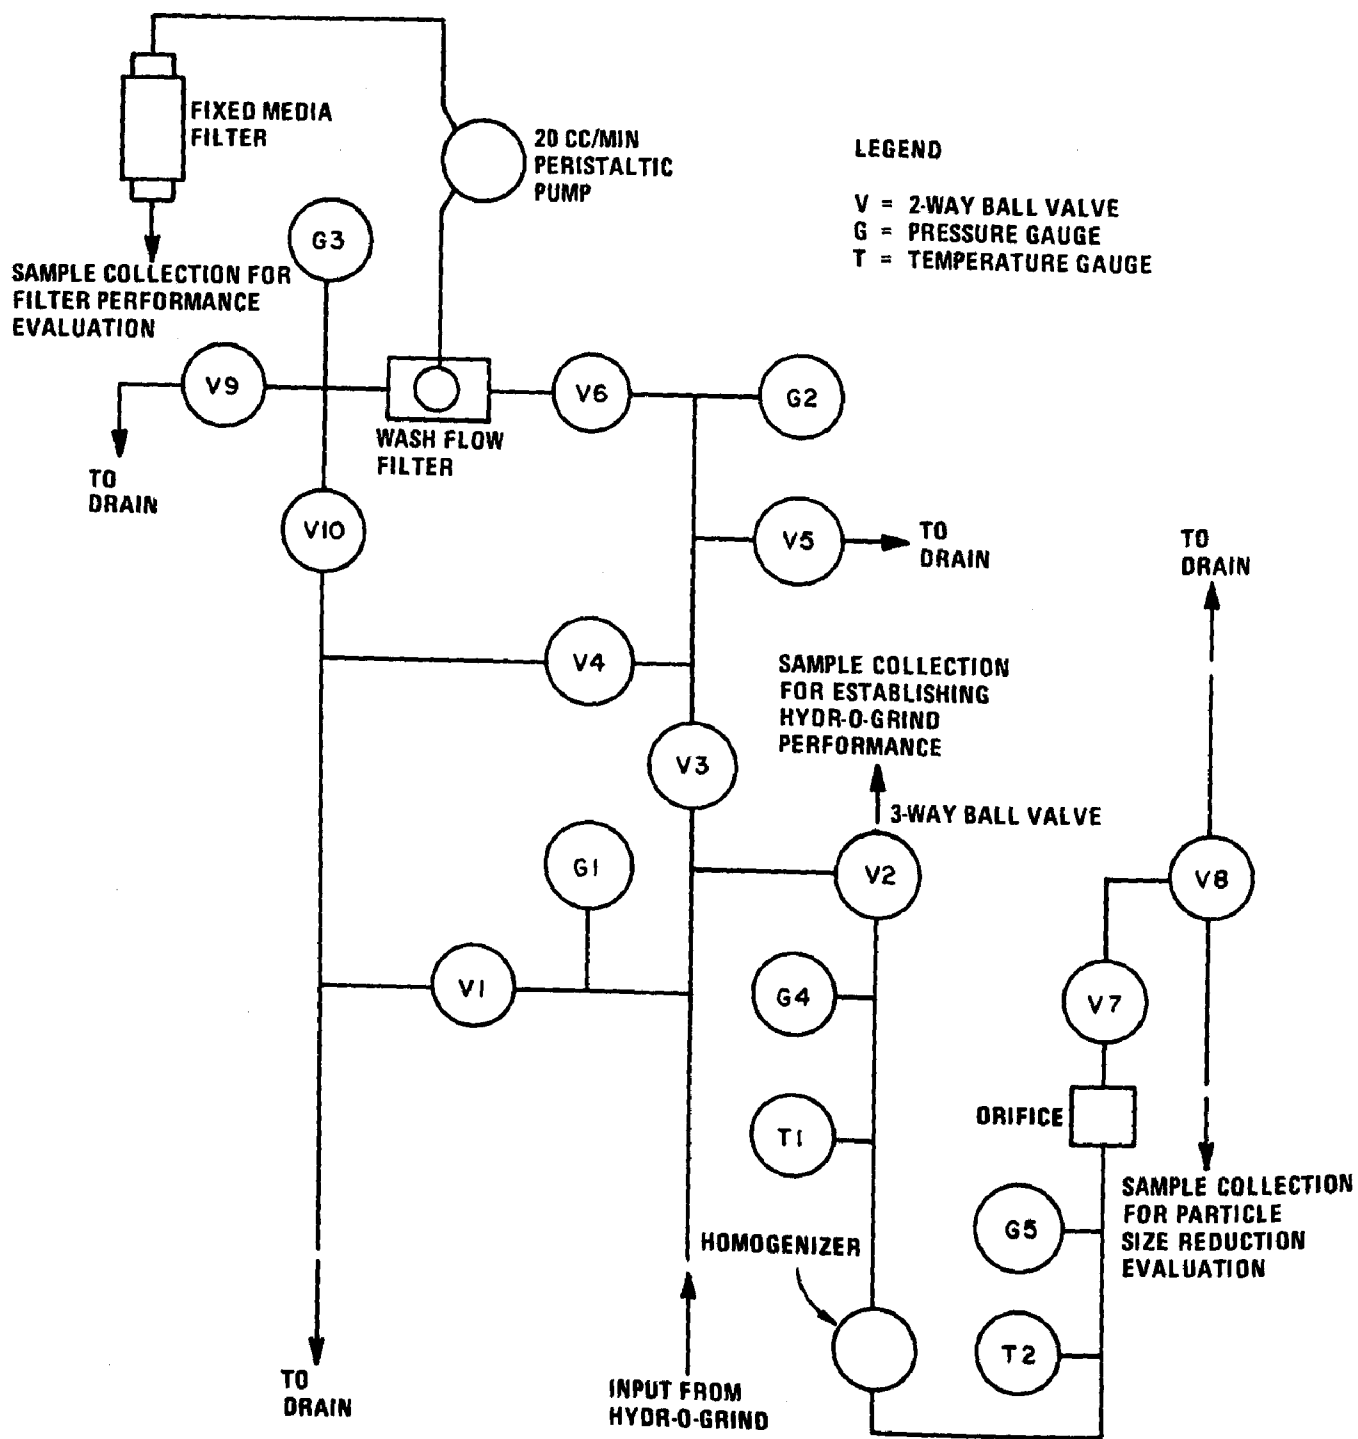 FIXED MEDIA
FILTER
20 CC/MIN
PERISTALTIC
PUMP
LEGEND
V = 2-WAY BALL VALVE
G = PRESSURE GAUGE
T = TEMPERATURE GAUGE
G3
SAMPLE COLLECTION FOR
FILTER PERFORMANCE
EVALUATION
V9
V6
G2
WASH FLOW
FILTER
TO
DRAIN
V10
V5
TO
DRAIN
TO
DRAIN
V4
SAMPLE COLLECTION
FOR ESTABLISHING
HYDR-O-GRIND
PERFORMANCE
V3
3-WAY BALL VALVE
G1
V2
V8
V1
G4
V7
T1
ORIFICE
SAMPLE COLLECTION
FOR PARTICLE
SIZE REDUCTION
EVALUATION
G5
HOMOGENIZER
T2
TO
DRAIN
INPUT FROM
HYDR-O-GRIND